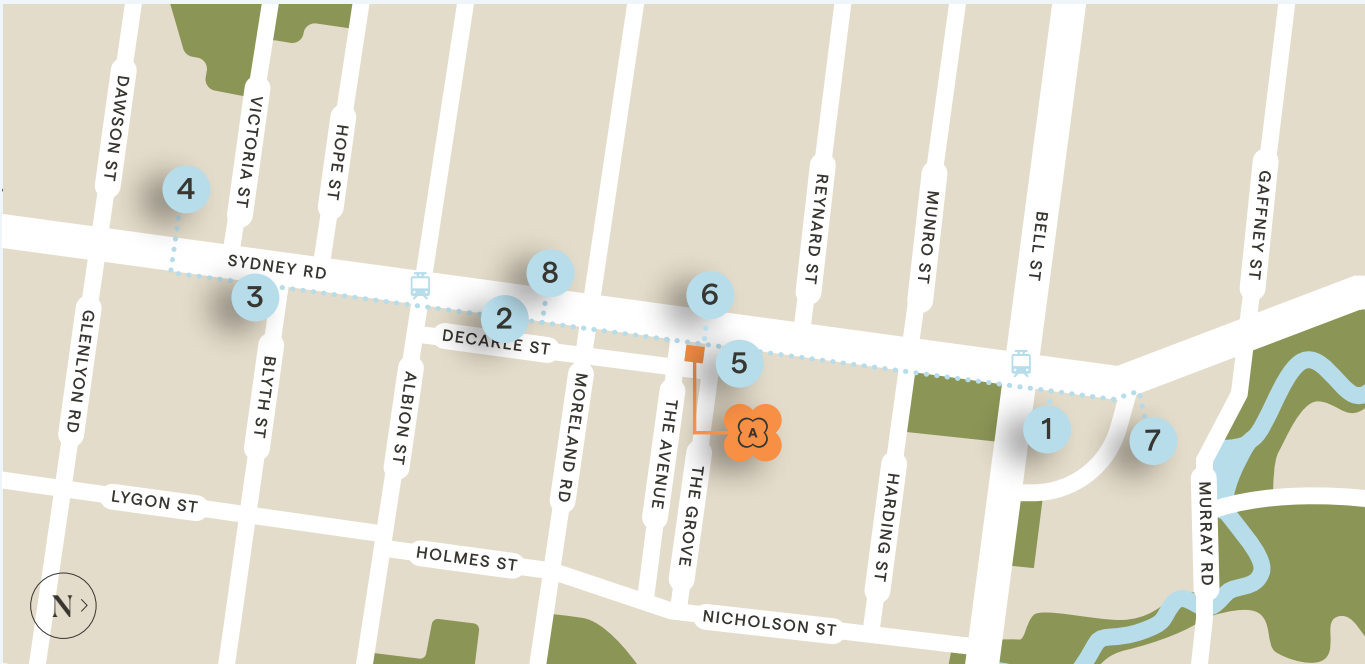 DAWSON ST
VICTORIA ST
HOPE ST
4
REYNARD ST
MUNRO ST
BELL ST
GAFFNEY ST
SYDNEY RD
3
8
2
6
DECARLE ST
5
GLENLYON RD
BLYTH ST
ALBION ST
MORELAND RD
THE AVENUE
THE GROVE
A
HARDING ST
1
7
MURRAY RD
LYGON ST
HOLMES ST
NICHOLSON ST
N